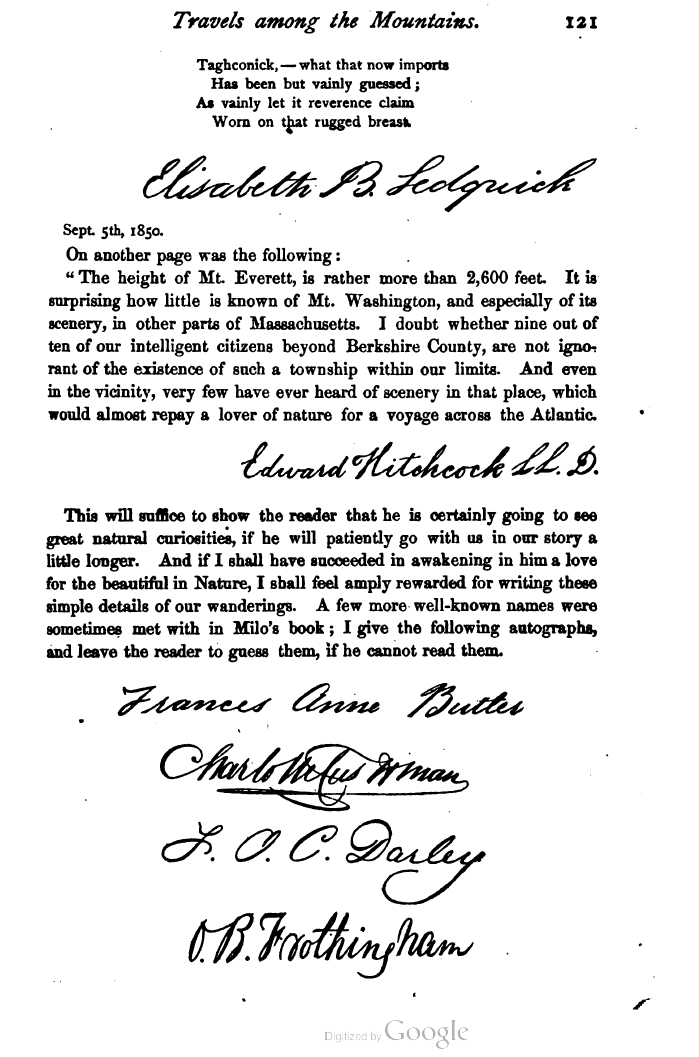 Travels among the Mountains. 121
Taghconick,—what that now imports
Has been but vainly guessed;
As vainly let it reverence claim
Worn on that rugged breast.
Elisabeth B. Sedgwick
Sept. 5th, 1850.
On another page was the following:
"The height of Mt. Everett, is rather more than 2,600 feet. It is
surprising how little is known of Mt. Washington, and especially of its
scenery, in other parts of Massachusetts. I doubt whether nine out of
ten of our intelligent citizens beyond Berkshire County, are not igno-
rant of the existence of such a township within our limits. And even
in the vicinity, very few have ever heard of scenery in that place, which
would almost repay a lover of nature for a voyage across the Atlantic.
Edward Hitchcock LL. D.
This will suffice to show the reader that he is certainly going to see
great natural curiosities, if he will patiently go with us in our story a
little longer. And if I shall have succeeded in awakening in him a love
for the beautiful in Nature, I shall feel amply rewarded for writing these
simple details of our wanderings. A few more well-known names were
sometimes met with in Milo's book; I give the following autographs,
and leave the reader to guess them, if he cannot read them.
Frances Anne Butler
Charlotte Cushman
F. O. C. Darley
O. B. Frothingham
Digitized by Google